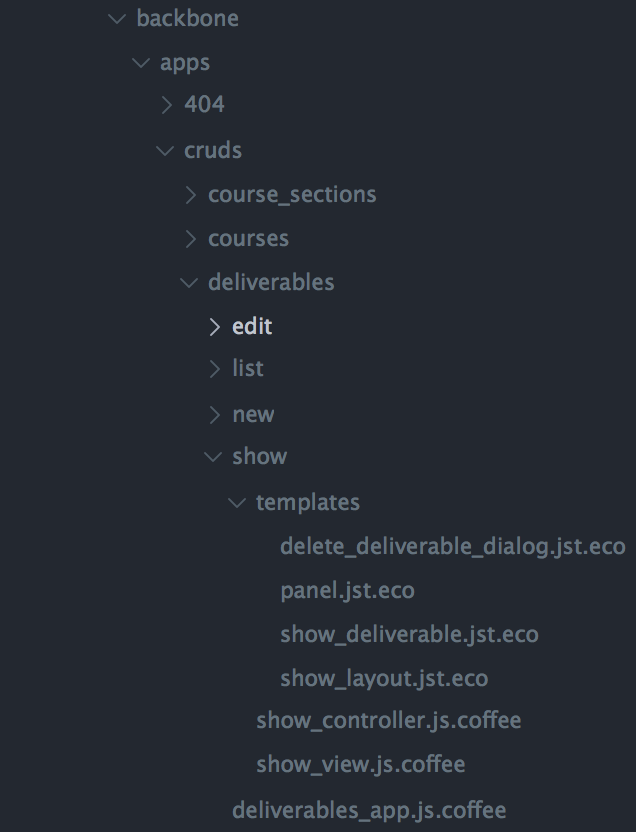 backbone
apps
404
cruds
course_sections
courses
deliverables
edit
list
new
show
templates
delete_deliverable_dialog.jst.eco
panel.jst.eco
show_deliverable.jst.eco
show_layout.jst.eco
show_controller.js.coffee
show_view.js.coffee
deliverables_app.js.coffee